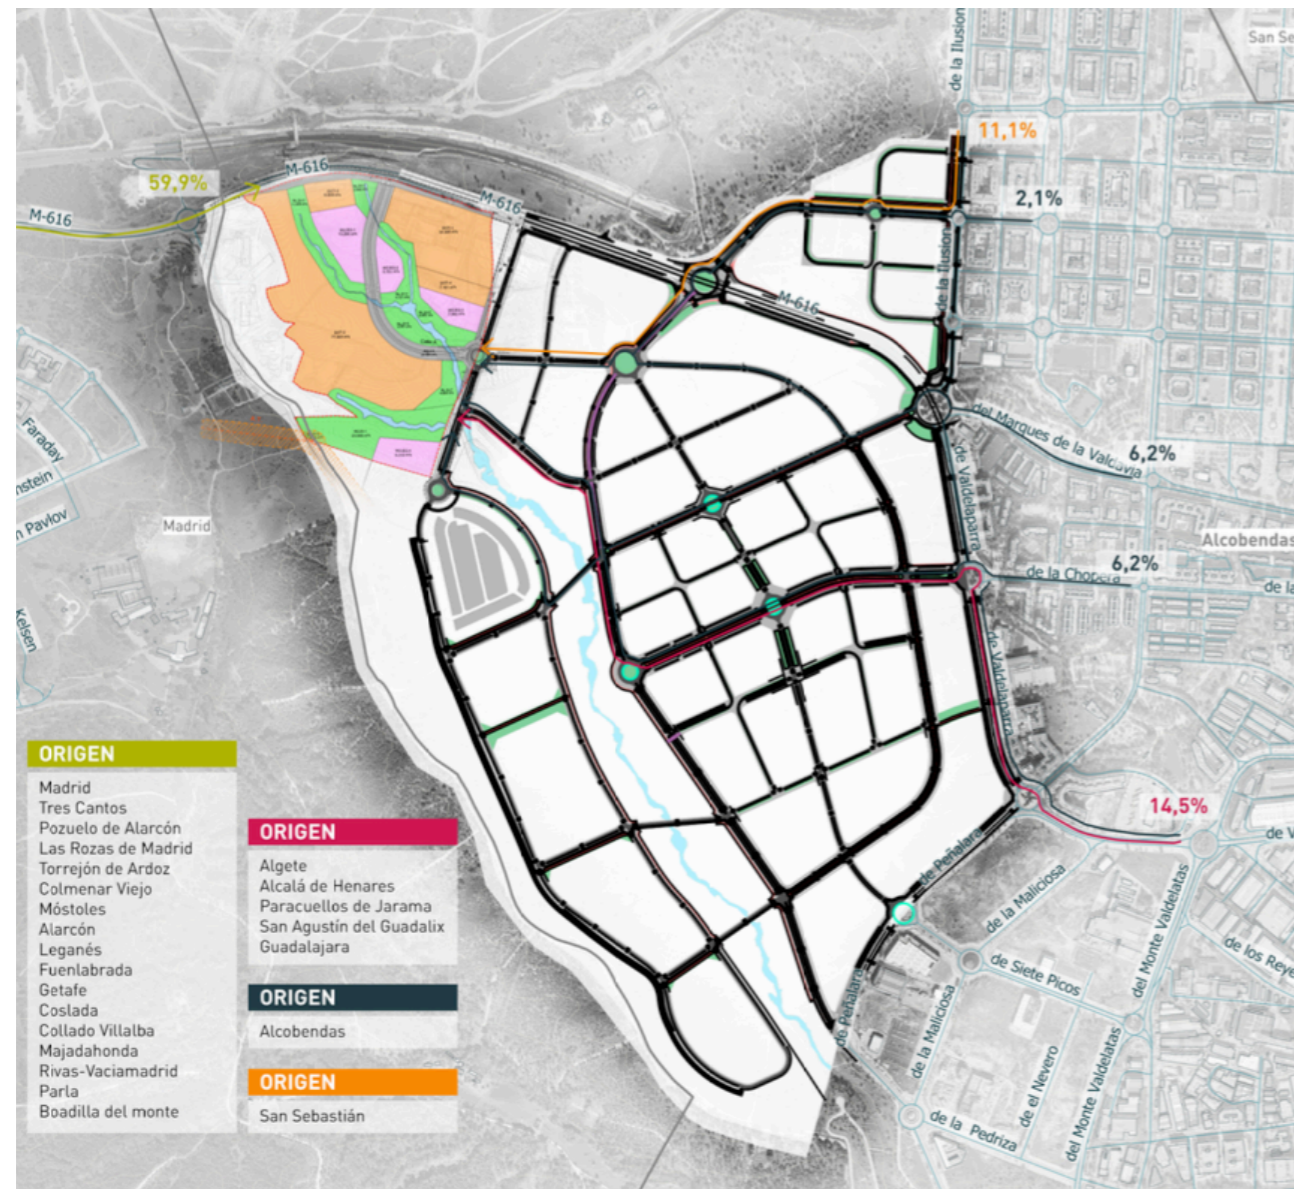 de la Ilusion
San Se
11,1%
M-616
59,9%
M-616
2,1%
M-616
de la Ilusion
M-616
del Marques de la Valdavia
6,2%
Faraday
nstein
n Pavlov
de Valdelaparra
Madrid
Alcobendas
6,2%
de la Chopera
de la
Kelsen
de Valdelaparra
ORIGEN
Madrid
Tres Cantos
Pozuelo de Alarcón
Las Rozas de Madrid
Torrejón de Ardoz
Colmenar Viejo
Móstoles
Alarcón
Leganés
Fuenlabrada
Getafe
Coslada
Collado Villalba
Majadahonda
Rivas-Vaciamadrid
Parla
Boadilla del monte
ORIGEN
Algete
Alcalá de Henares
Paracuellos de Jarama
San Agustín del Guadalix
Guadalajara
ORIGEN
Alcobendas
ORIGEN
San Sebastián
14,5%
de V
de Peñalara
de la Maliciosa
del Monte Valdelatas
de los Reye
de Siete Picos
de Peñalara
de la Maliciosa
de el Nevero
del Monte Valdelatas
de la Pedriza